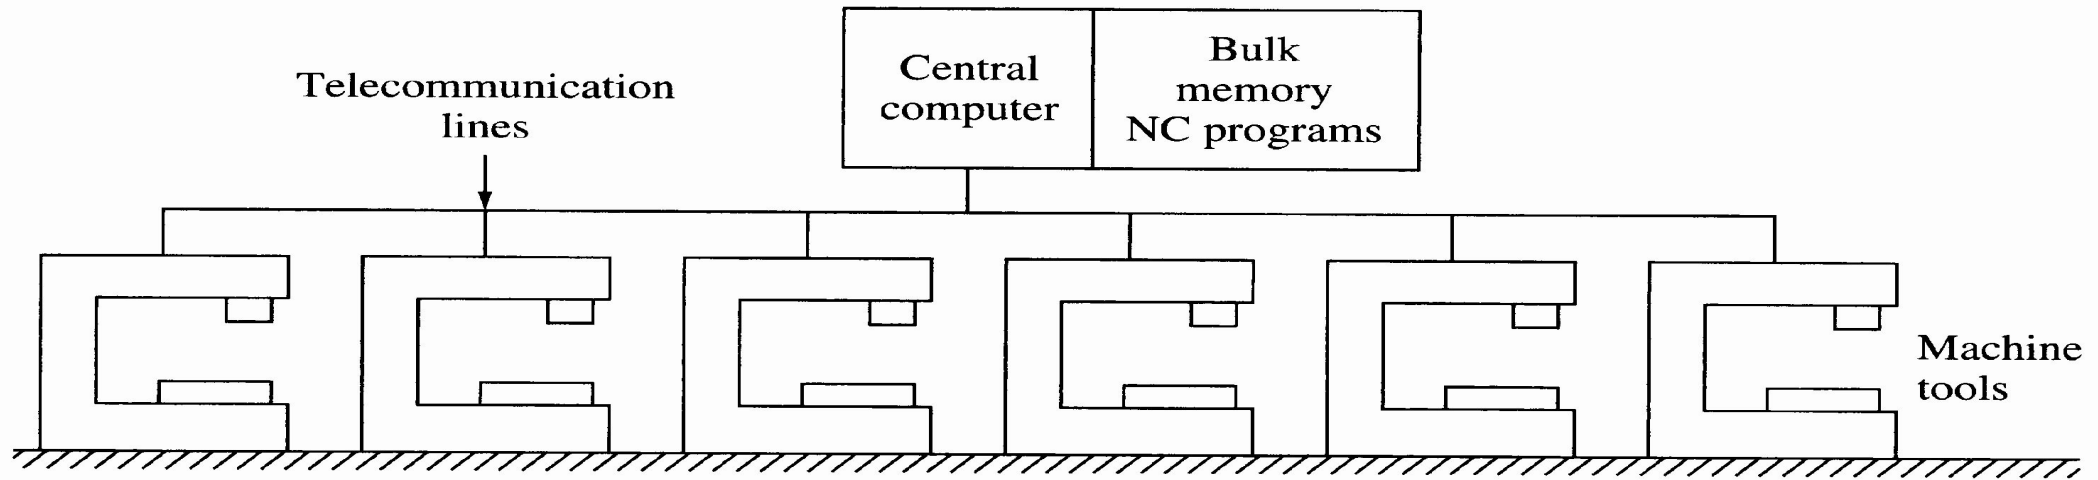 Telecommunication
lines
Central
computer
Bulk
memory
NC programs
Machine
tools